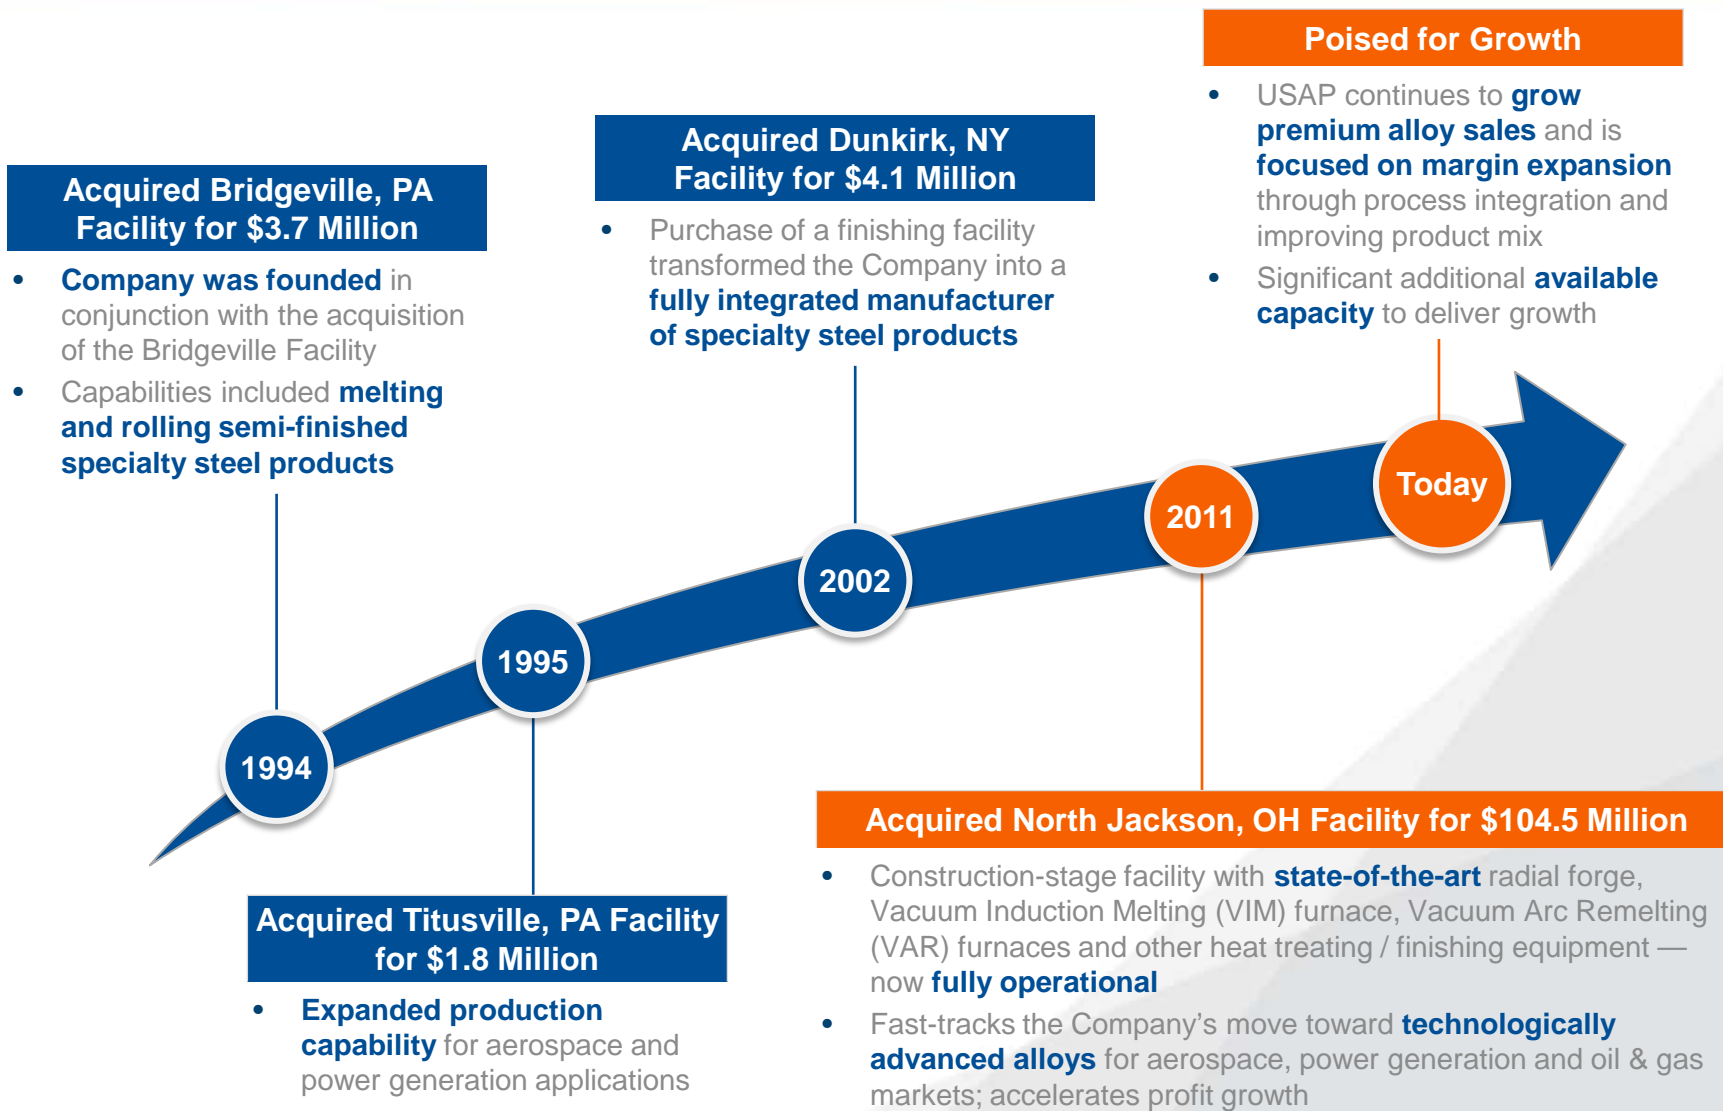 Acquired Bridgeville, PA
Facility for $3.7 Million
• Company was founded in
conjunction with the acquisition
of the Bridgeville Facility
• Capabilities included melting
and rolling semi-finished
specialty steel products
1994
1995
Acquired Titusville, PA Facility
for $1.8 Million
• Expanded production
capability for aerospace and
power generation applications
Acquired Dunkirk, NY
Facility for $4.1 Million
• Purchase of a finishing facility
transformed the Company into a
fully integrated manufacturer
of specialty steel products
2002
2011
Acquired North Jackson, OH Facility for $104.5 Million
• Construction-stage facility with state-of-the-art radial forge,
Vacuum Induction Melting (VIM) furnace, Vacuum Arc Remelting
(VAR) furnaces and other heat treating / finishing equipment —
now fully operational
• Fast-tracks the Company’s move toward technologically
advanced alloys for aerospace, power generation and oil & gas
markets; accelerates profit growth
Poised for Growth
• USAP continues to grow
premium alloy sales and is
focused on margin expansion
through process integration and
improving product mix
• Significant additional available
capacity to deliver growth
Today